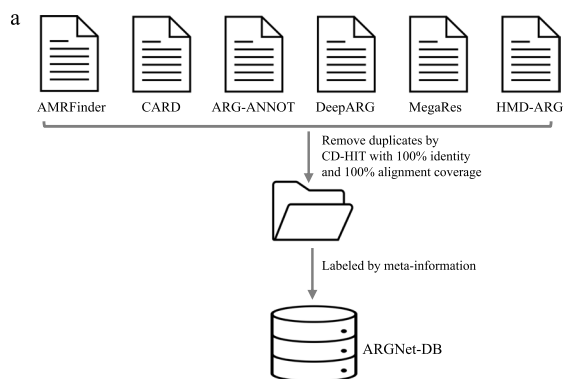 a
AMRFinder CARD ARG-ANNOT DeepARG MegaRes HMD-ARG
Remove duplicates by
CD-HIT with 100% identity
and 100% alignment coverage
Labeled by meta-information
ARGNet-DB